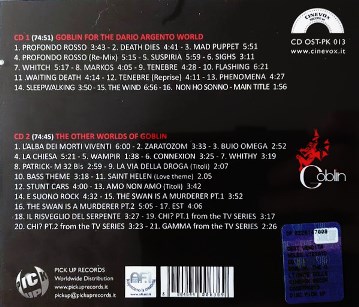 CINEVOX
CD OST-PK 013
www.cinevox.it
CD 1 (74:51) GOBLIN FOR THE DARIO ARGENTO WORLD
1. PROFONDO ROSSO 3:43 - 2. DEATH DIES 4:41 - 3. MAD PUPPET 5:51
4. PROFONDO ROSSO (Re-Mix) 5:11 - 5. SUSPIRIA 5:59 - 6. SIGHS 3:11
7. WHITCH 5:17 - 8. MARKOS 4:05 - 9. TENEBRE 4:28 - 10. FLASHING 6:21
11. WAITING DEATH 4:14 - 12. TENEBRE (Reprise) 4:11 - 13. PHENOMENA 4:27
14. SLEEPWALKING 3:50 - 15. THE WIND 6:56 - 16. NON HO SONNO - MAIN TITLE 1:56
CD 2 (74:45) THE OTHER WORLDS OF GOBLIN
1. L'ALBA DEI MORTI VIVENTI 6:00 - 2. ZARATOZOM 3:33 - 3. BUIO OMEGA 5:52
4. LA CHIESA 5:21 - 5. WAMPIR 1:38 - 6. CONNEXION 3:25 - 7. WHITHY 3:19
8. PATRICK- M 32 Bis 2:59 - 9. LA VIA DELLA DROGA (Titoli) 3:27
10. BASS THEME 3:18 - 11. SAINT HELEN (Love theme) 2:40
12. STUNT CARS 4:00 - 13. AMO NON AMO (Titoli) 3:24
14. E SUONO ROCK 4:32 - 15. THE SWAN IS A MURDERER PT.1 3:34
16. THE SWAN IS A MURDERER PT.2 5:05 - 17. EST 4:06
18. IL RISVEGLIO DEL SERPENTE 3:27 - 19. CHI? PT.1 from the TV SERIES 3:17
20. CHI? PT.2 from the TV SERIES 3:23 - 21. GAMMA from the TV SERIES 2:26
Goblin
PICK UP RECORDS
Worldwide Distribution
www.pickuprecords.it
pickup@pickuprecords.it
AF